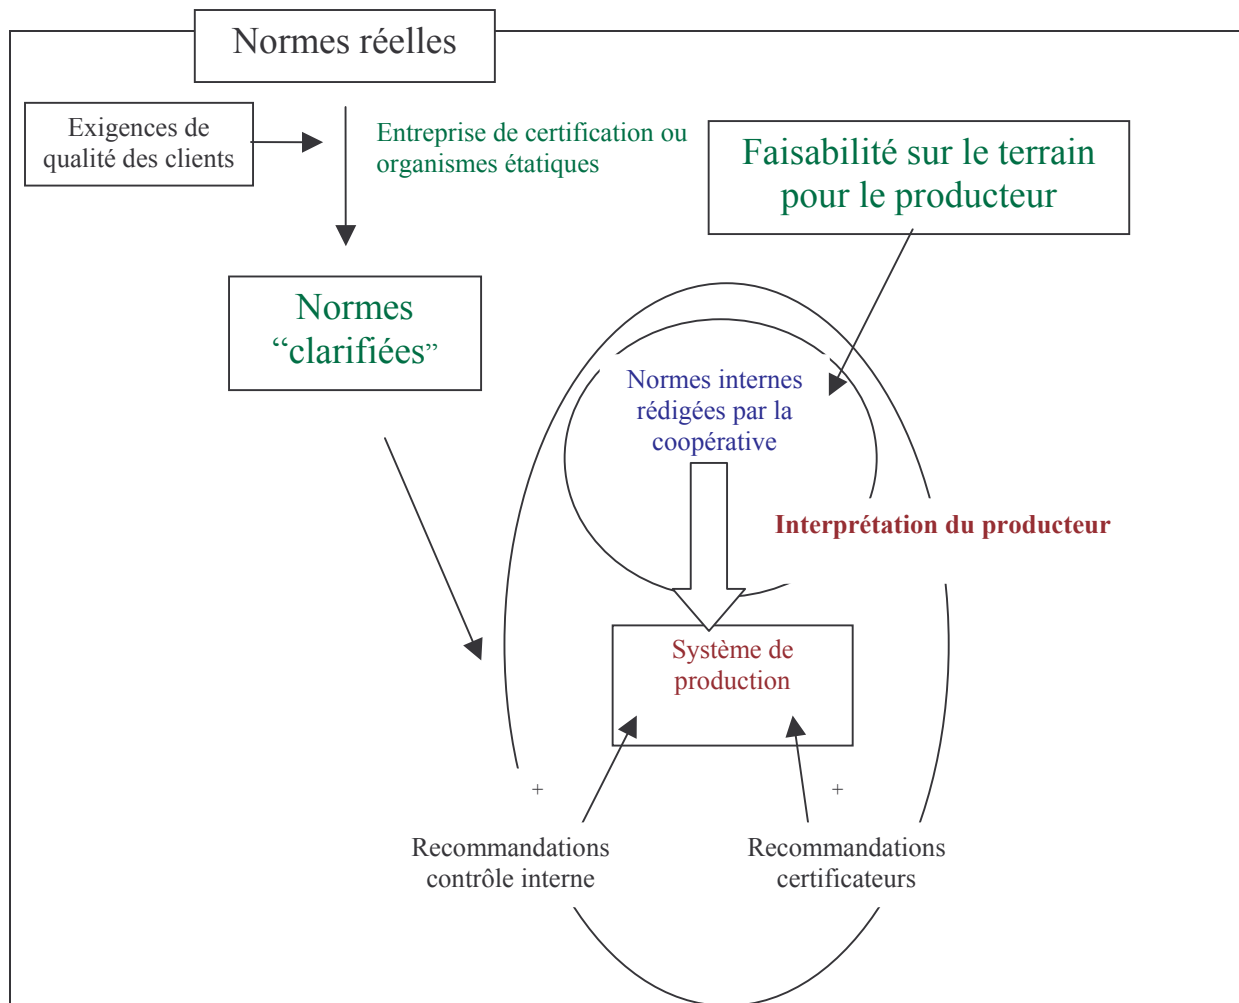 Normes réelles
Exigences de
qualité des clients
Entreprise de certification ou
organismes étatiques
Faisabilité sur le terrain
pour le producteur
Normes
“clarifiées”
Normes internes
rédigées par la
coopérative
Interprétation du producteur
Système de
production
+
+
Recommandations
contrôle interne
Recommandations
certificateurs